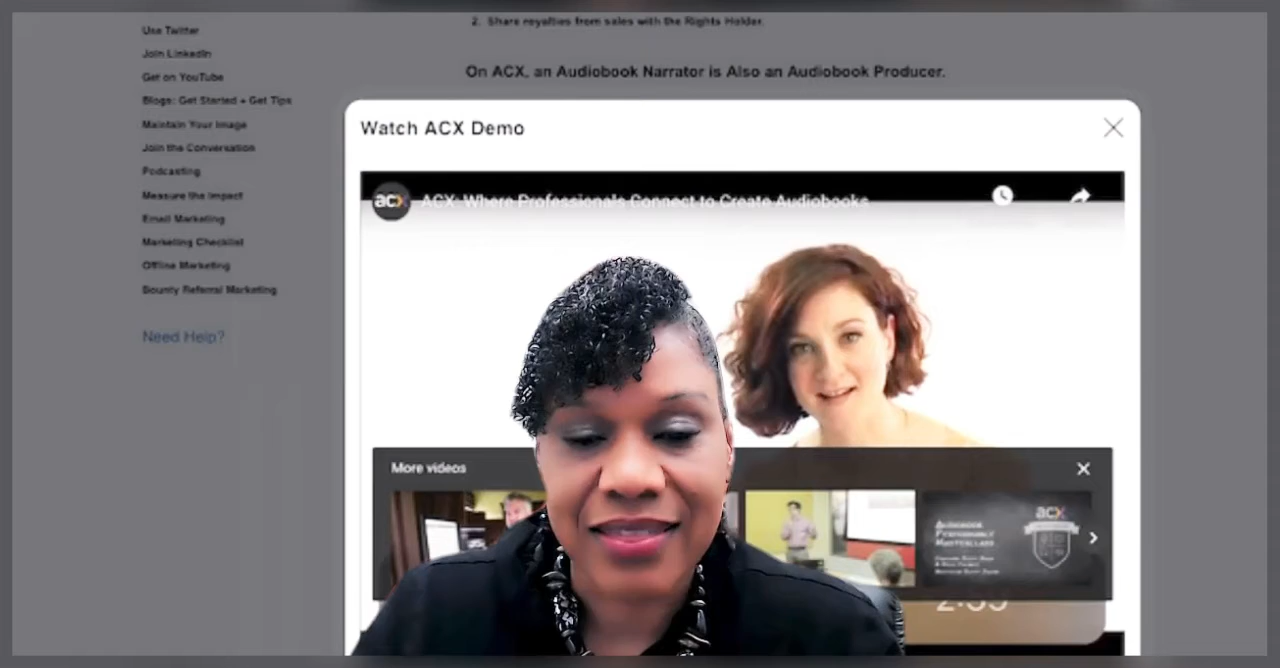 Use Twitter
Join LinkedIn
Get on YouTube
Blogs: Get Started + Get Tips
Maintain Your Image
Join the Conversation
Podcasting
Measure the Impact
Email Marketing
Marketing Checklist
Offline Marketing
Bounty Referral Marketing
Need Help?
2. Share royalties from sales with the Rights Holder.
On ACX, an Audiobook Narrator is Also an Audiobook Producer.
Watch ACX Demo
acx
ACX: Where Professionals Connect to Create Audiobooks
More videos
acx
Audiobook
Performance
Masterclass